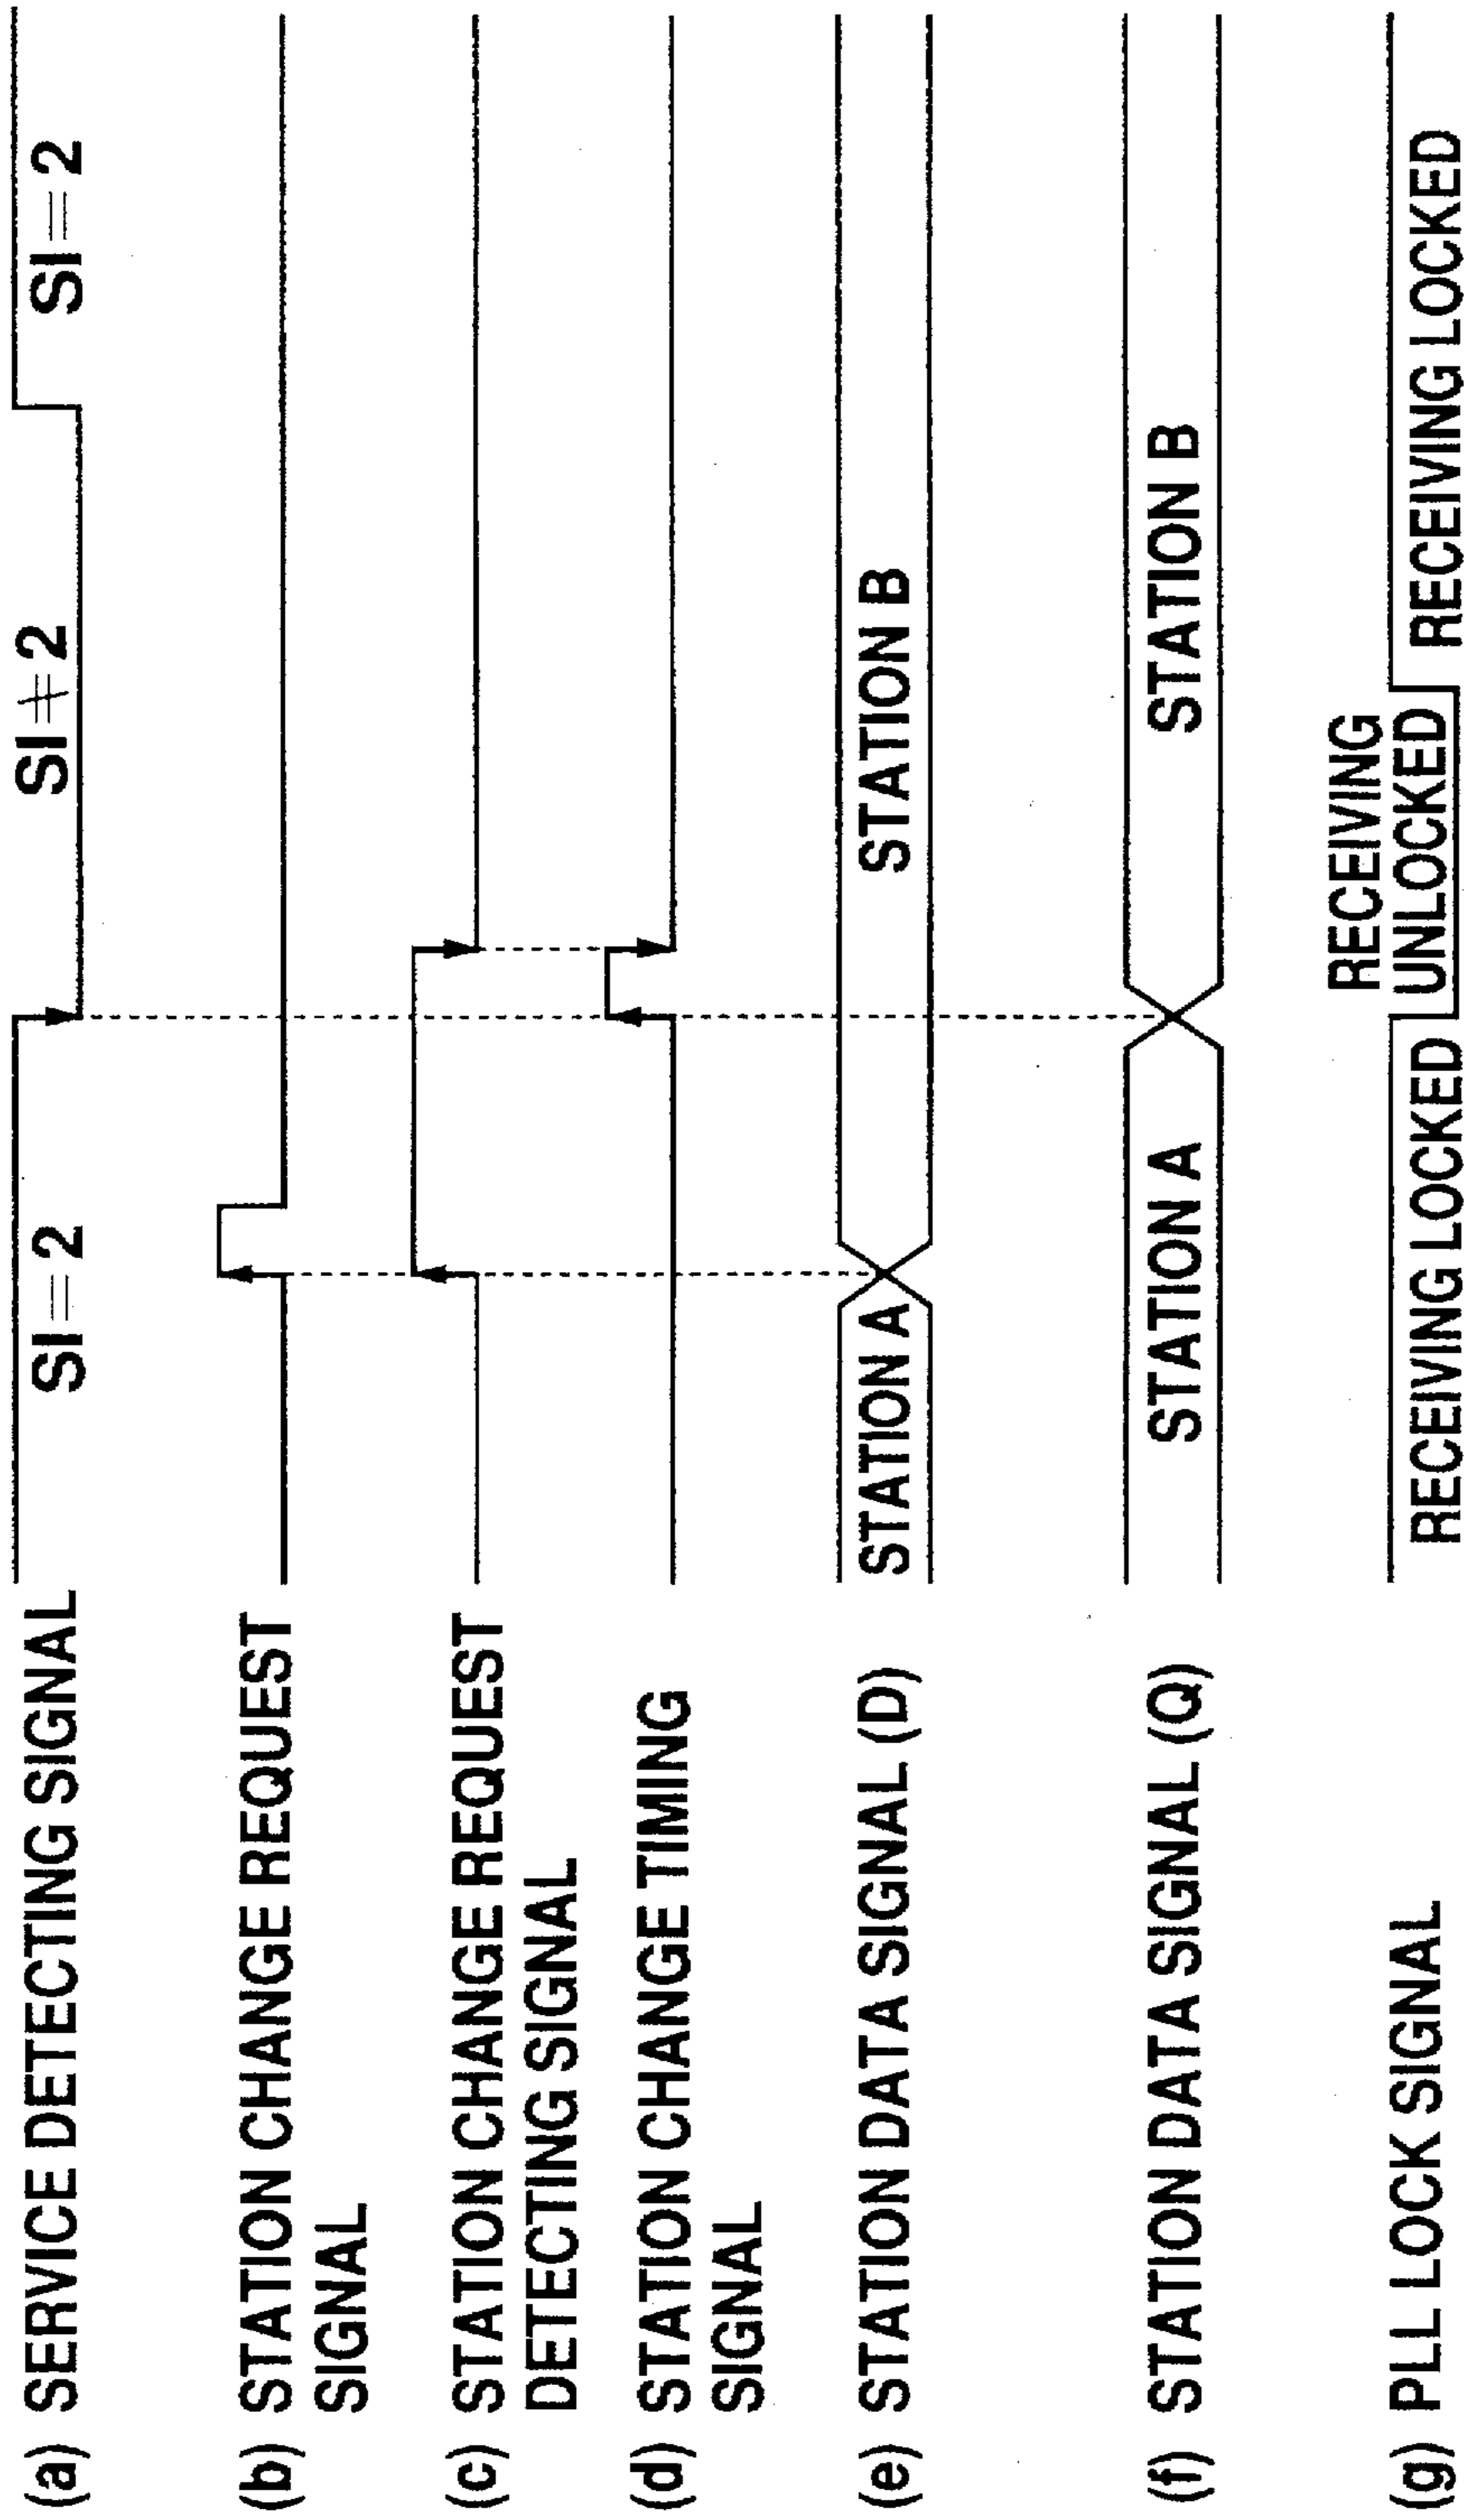 (a) SERVICE DETECTING SIGNAL
SI=2
SI≠2
SI=2
(b) STATION CHANGE REQUEST
SIGNAL
(c) STATION CHANGE REQUEST
DETECTING SIGNAL
(d) STATION CHANGE TIMING
SIGNAL
(e) STATION DATA SIGNAL (D)
STATION A
STATION B
(f) STATION DATA SIGNAL (Q)
STATION A
STATION B
(g) PLL LOCK SIGNAL
RECEIVING LOCKED
RECEIVING
UNLOCKED
RECEIVING LOCKED